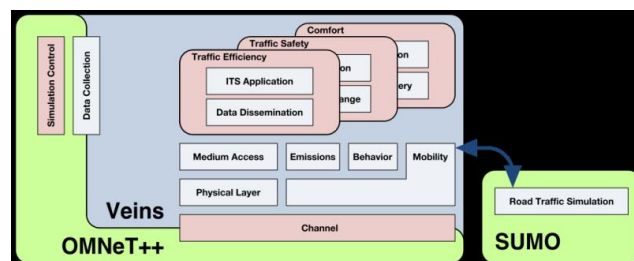 Comfort
Traffic Safety
Traffic Efficiency
ITS Application
on
on
Data Dissemination
ange
ery
Simulation Control
Data Collection
Medium Access
Emissions
Behavior
Mobility
Physical Layer
Veins
Channel
OMNeT++
Road Traffic Simulation
SUMO